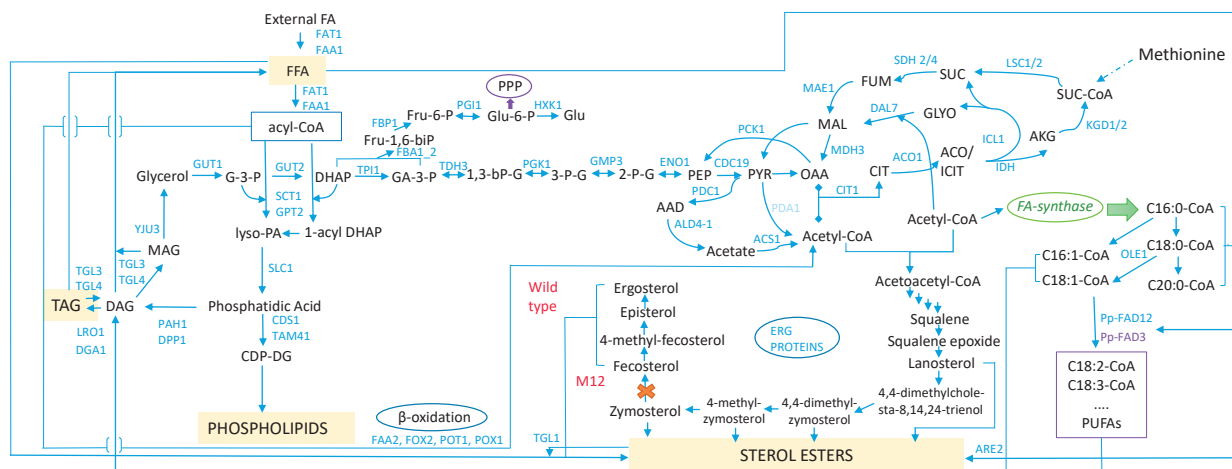 External FA
FAT1
FAA1
FFA
FAT1
FAA1
acyl-CoA
Glycerol
GUT1
G-3-P
GUT2
DHAP
TPI1
GA-3-P
TDH3
1,3-bP-G
PGK1
3-P-G
GMP3
2-P-G
ENO1
PEP
CDC19
PYR
OAA
FBP1
Fru-1,6-biP
FBA1_2
Fru-6-P
PGI1
Glu-6-P
HXK1
Glu
PPP
SCT1
GPT2
lyso-PA
1-acyl DHAP
YJU3
MAG
TGL3
TGL4
TGL3
TGL4
TAG
DAG
LRO1
DGA1
PAH1
DPP1
SLC1
Phosphatidic Acid
CDS1
TAM41
CDP-DG
PHOSPHOLIPIDS
β-oxidation
FAA2, FOX2, POT1, POX1
PCK1
PDC1
AAD
ALD4-1
Acetate
ACS1
PDA1
Acetyl-CoA
MAE1
MAL
MDH3
FUM
SDH 2/4
SUC
LSC1/2
SUC-CoA
Methionine
KGD1/2
AKG
IDH
ICL1
GLYO
DAL7
ACO1
ACO/
ICIT
CIT
CIT1
Acetyl-CoA
FA-synthase
C16:0-CoA
C18:0-CoA
C20:0-CoA
OLE1
C16:1-CoA
C18:1-CoA
Pp-FAD12
Pp-FAD3
C18:2-CoA
C18:3-CoA
....
PUFAs
Acetoacetyl-CoA
Squalene
Squalene epoxide
Lanosterol
4,4-dimethylchole-
sta-8,14,24-trienol
4,4-dimethyl-
zymosterol
4-methyl-
zymosterol
Zymosterol
Fecosterol
4-methyl-fecosterol
Episterol
Ergosterol
Wild
type
M12
ERG
PROTEINS
TGL1
STEROL ESTERS
ARE2